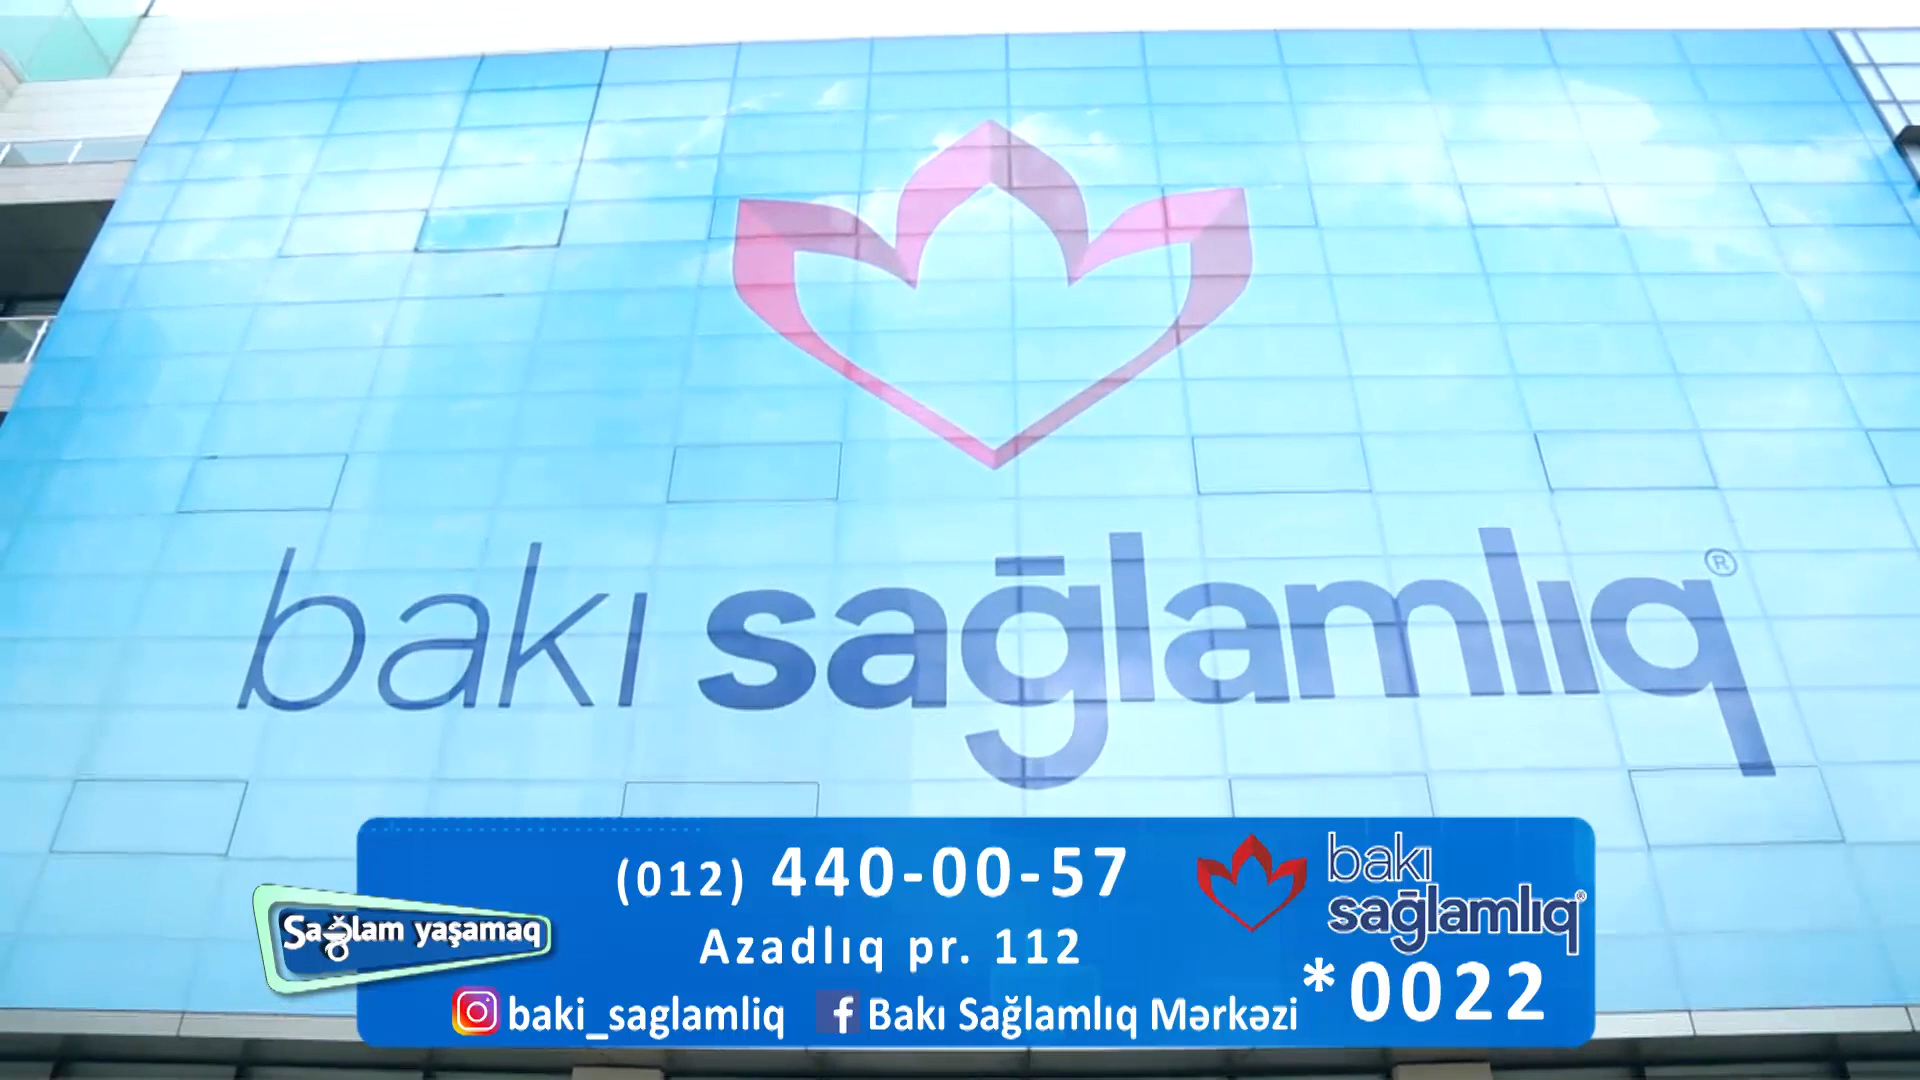 bakı sağlamlıq®
(012) 440-00-57
Azadlıq pr. 112
baki_saglamliq
Bakı Sağlamlıq Mərkəzi
Sağlam yaşamaq
bakı
sağlamlıq®
*0022